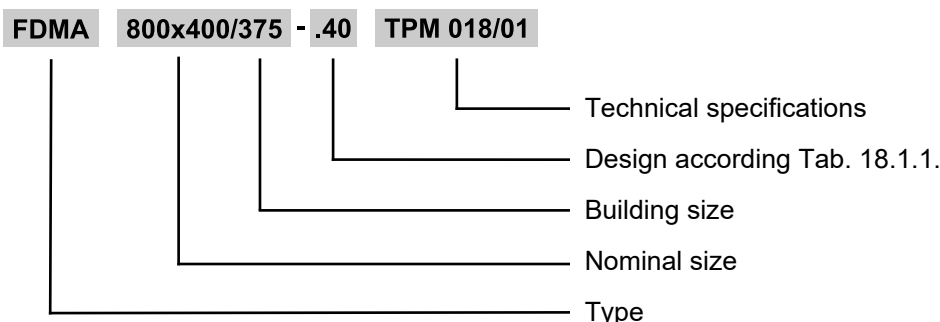 FDMA 800x400/375 - .40 TPM 018/01
Technical specifications
Design according Tab. 18.1.1.
Building size
Nominal size
Type